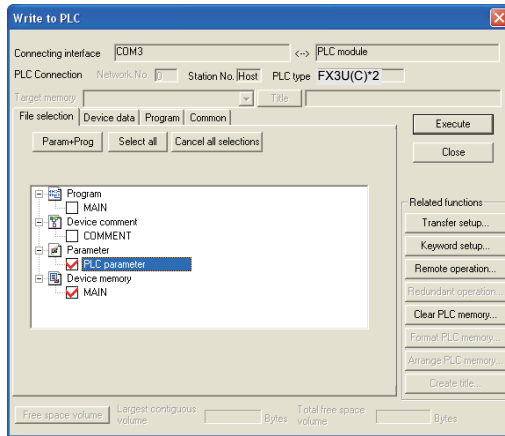 Write to PLC
Connecting interface COM3 <--> PLC module
PLC Connection Network No. 0 Station No. Host PLC type FX3U(C)*2
Target memory Title
File selection Device data Program Common
Param+Prog Select all Cancel all selections
Execute
Close
Program
MAIN
Device comment
COMMENT
Parameter
PLC parameter
Device memory
MAIN
Related functions
Transfer setup...
Keyword setup...
Remote operation...
Redundant operation...
Clear PLC memory...
Format PLC memory...
Arrange PLC memory...
Create title...
Free space volume Largest contiguous volume Bytes Total free space volume Bytes